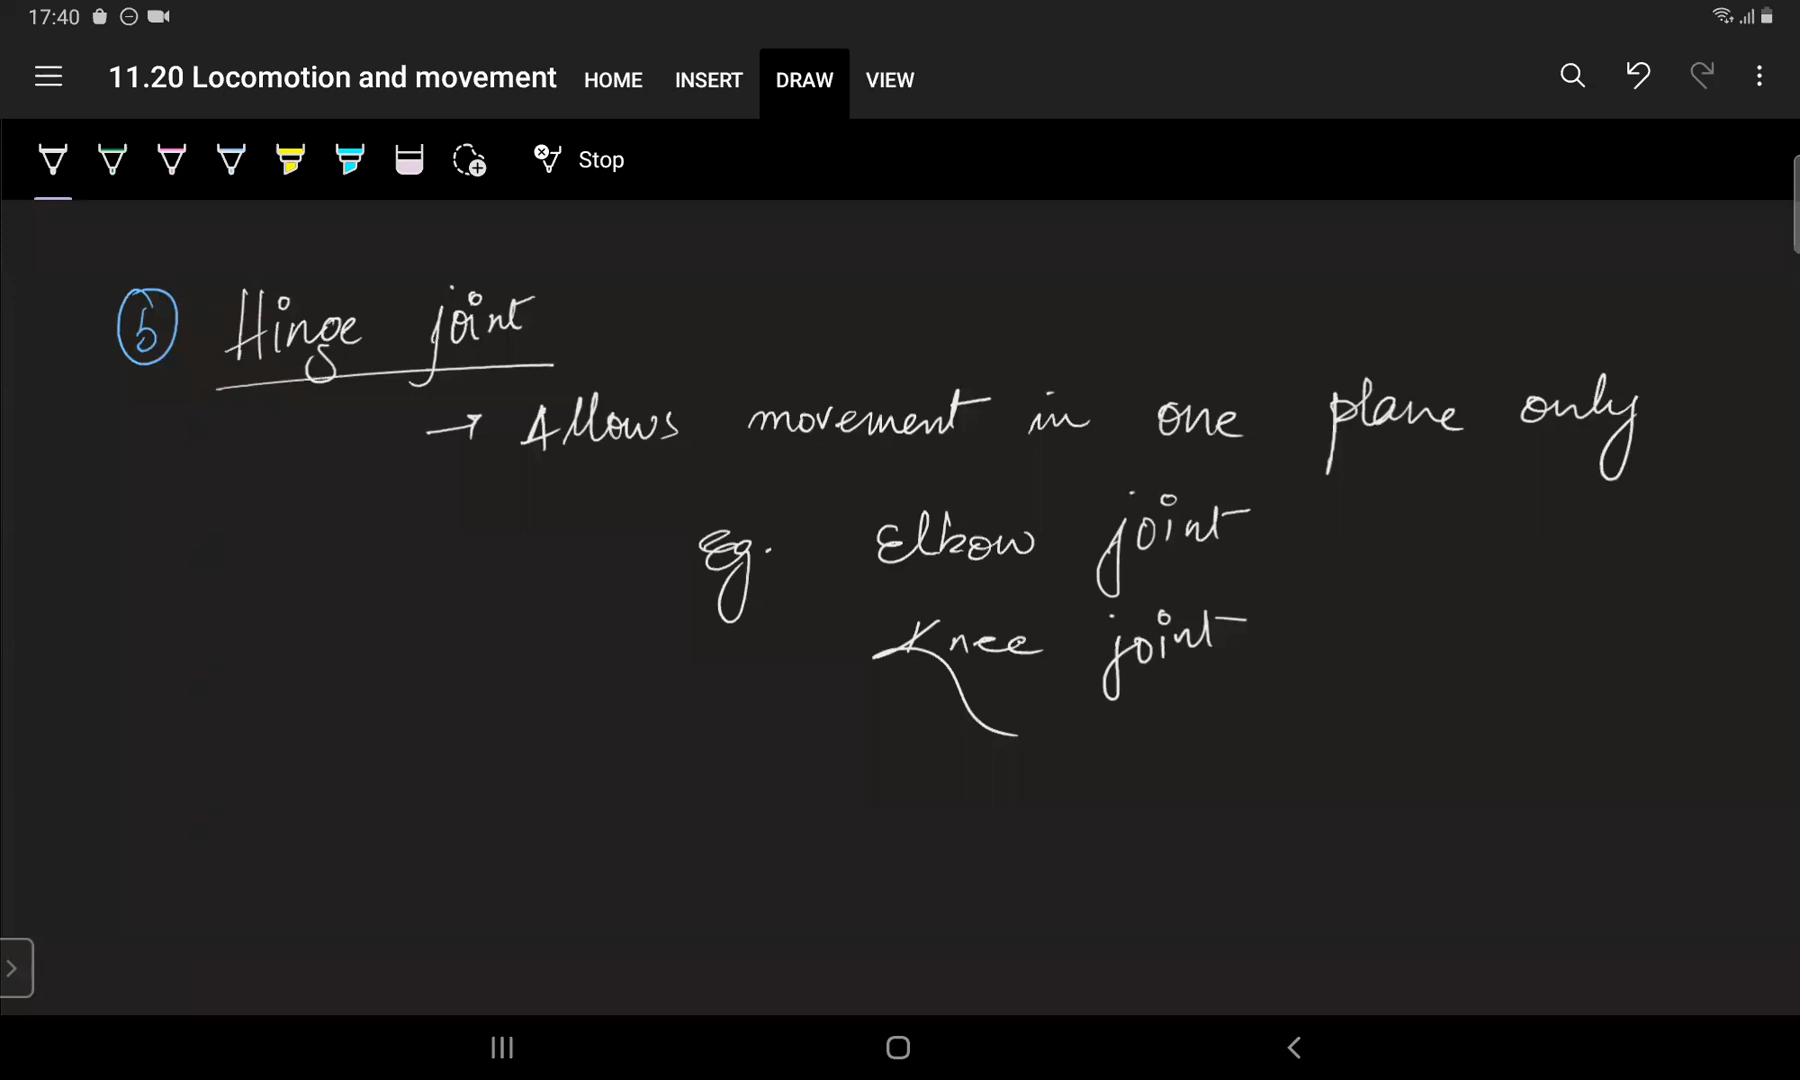 17:40
11.20 Locomotion and movement HOME INSERT DRAW VIEW
Stop
Hinge joint
→ Allows movement in one plane only
Eg. Elbow joint
Knee joint